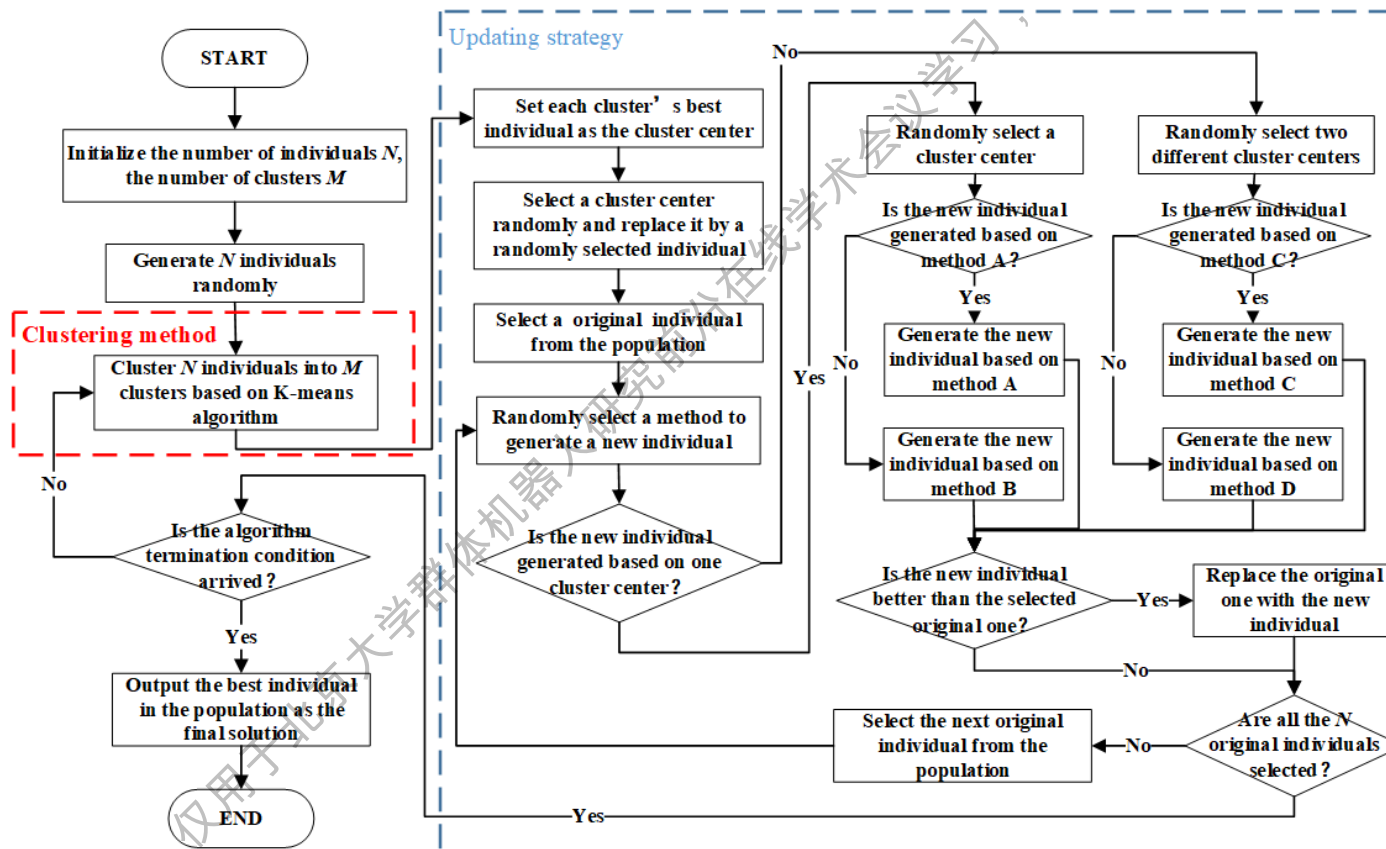 START
Initialize the number of individuals N,
the number of clusters M
Generate N individuals
randomly
Clustering method
Cluster N individuals into M
clusters based on K-means
algorithm
No
Is the algorithm
termination condition
arrived？
Yes
Output the best individual
in the population as the
final solution
END
Updating strategy
Set each cluster’s best
individual as the cluster center
Select a cluster center
randomly and replace it by a
randomly selected individual
Select a original individual
from the population
Randomly select a method to
generate a new individual
Is the new individual
generated based on one
cluster center？
No
Yes
Randomly select a
cluster center
Is the new individual
generated based on
method A？
Yes
No
Generate the new
individual based on
method A
Generate the new
individual based on
method B
Randomly select two
different cluster centers
Is the new individual
generated based on
method C？
Yes
No
Generate the new
individual based on
method C
Generate the new
individual based on
method D
Is the new individual
better than the selected
original one？
Yes
Replace the original
one with the new
individual
No
Are all the N
original individuals
selected？
No
Select the next original
individual from the
population
Yes
仅用于北京大学群体机器人研究前沿在线学术会议学习，